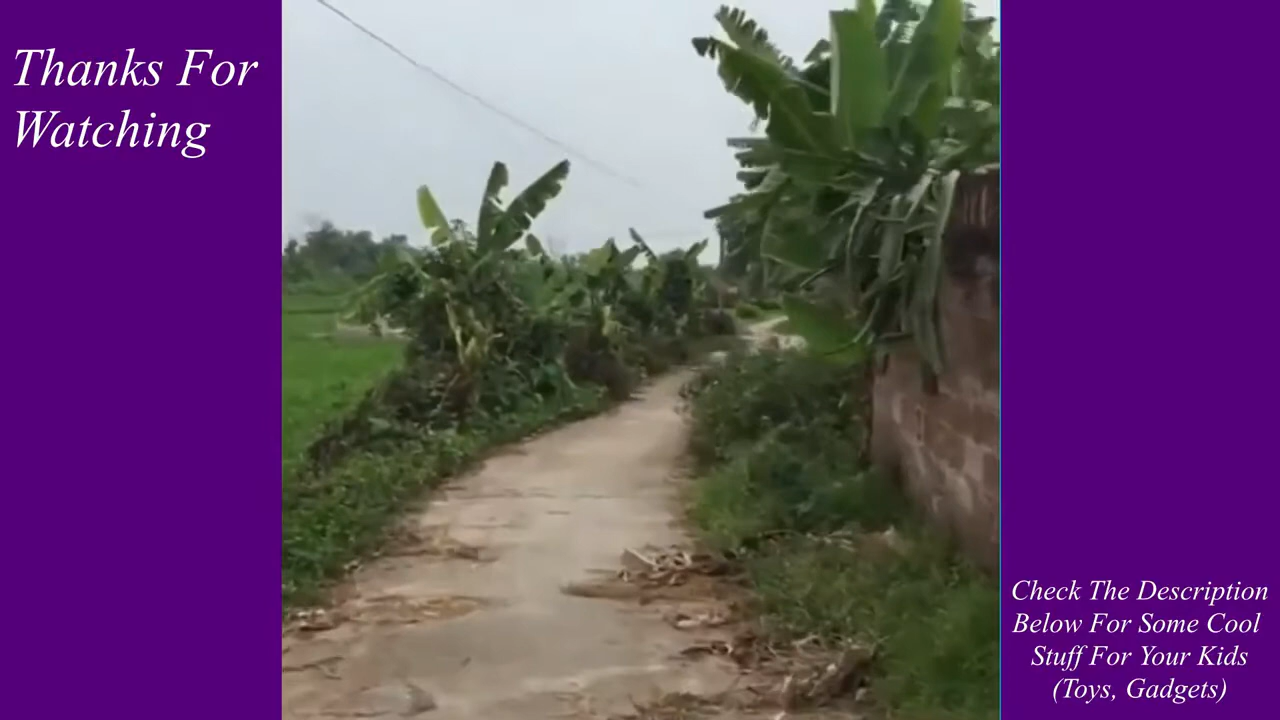 Thanks For
Watching
Check The Description
Below For Some Cool
Stuff For Your Kids
(Toys, Gadgets)